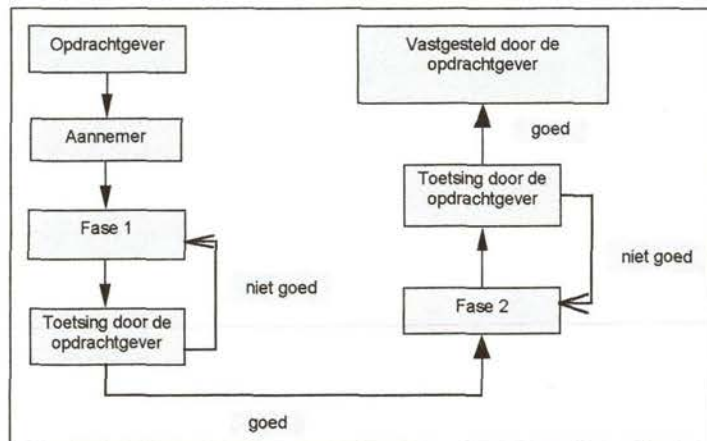 Opdrachtgever
Aannemer
Fase 1
niet goed
Toetsing door de
opdrachtgever
goed
Vastgesteld door de
opdrachtgever
goed
Toetsing door de
opdrachtgever
niet goed
Fase 2